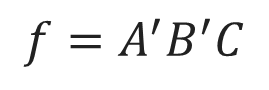 f = A′B′C